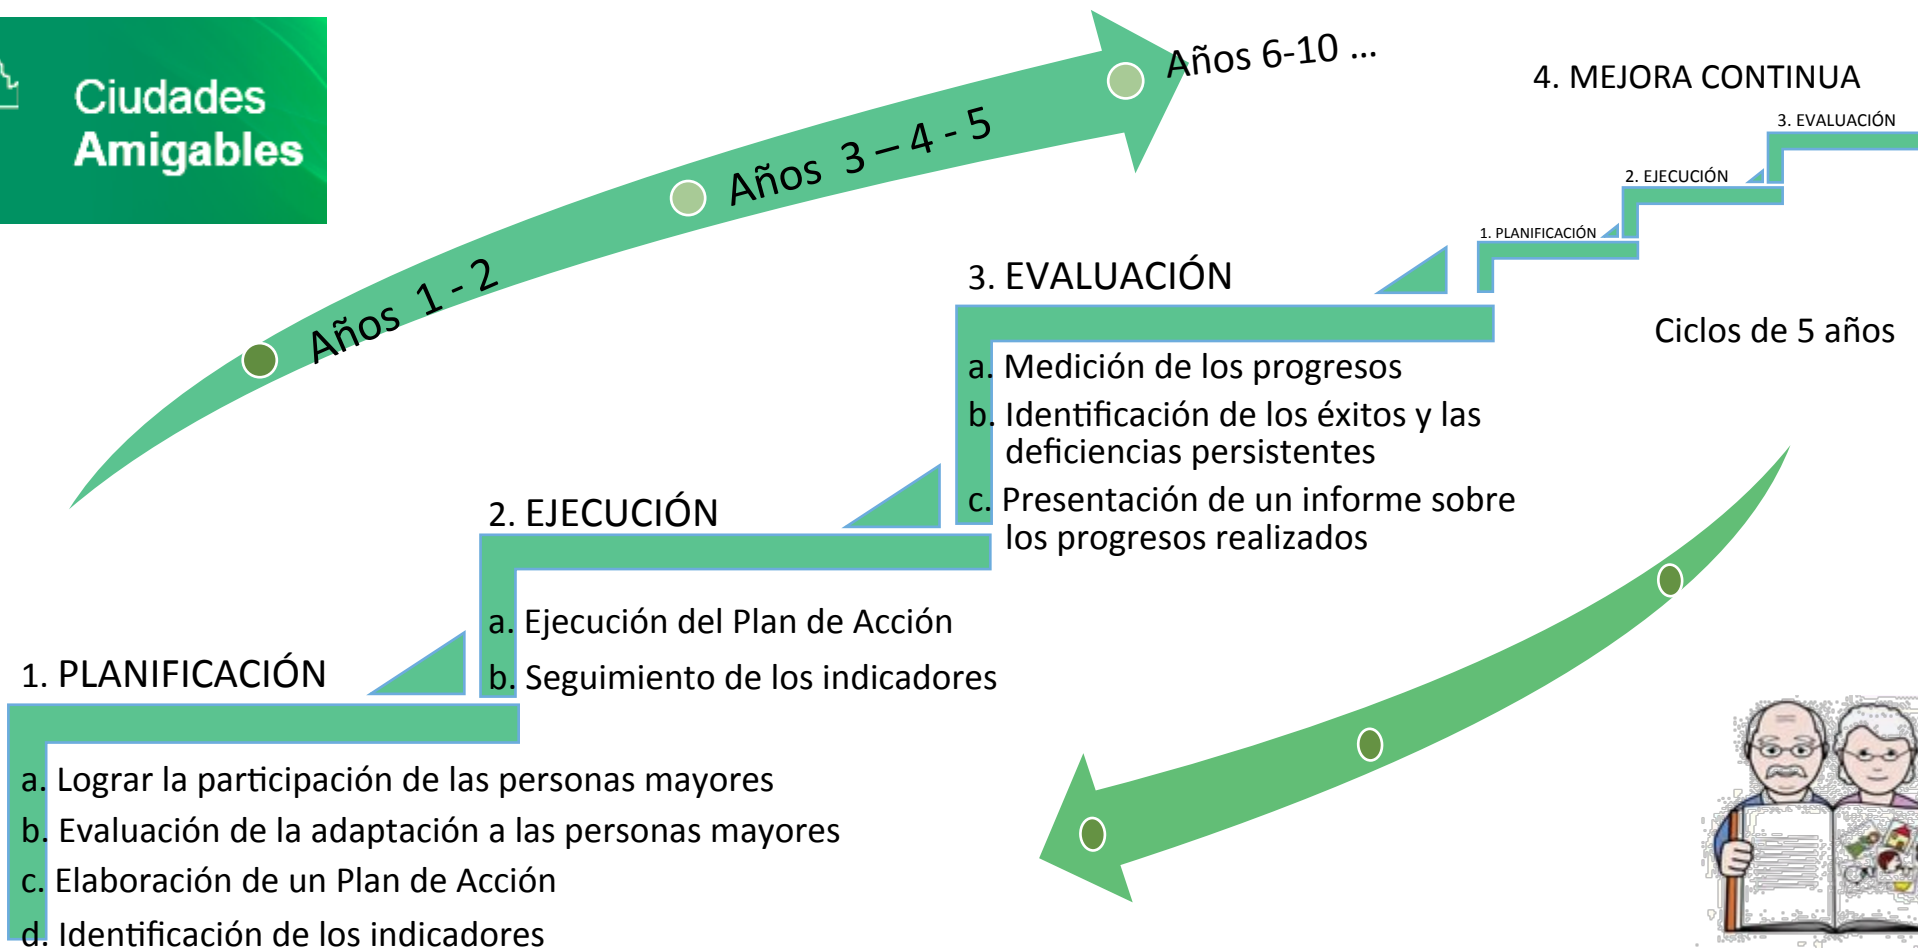 Ciudades
Amigables
Años 1 - 2
Años 3 – 4 - 5
Años 6-10 ...
1. PLANIFICACIÓN
a. Lograr la participación de las personas mayores
b. Evaluación de la adaptación a las personas mayores
c. Elaboración de un Plan de Acción
d. Identificación de los indicadores
2. EJECUCIÓN
a. Ejecución del Plan de Acción
b. Seguimiento de los indicadores
3. EVALUACIÓN
a. Medición de los progresos
b. Identificación de los éxitos y las
deficiencias persistentes
c. Presentación de un informe sobre
los progresos realizados
4. MEJORA CONTINUA
1. PLANIFICACIÓN
2. EJECUCIÓN
3. EVALUACIÓN
Ciclos de 5 años